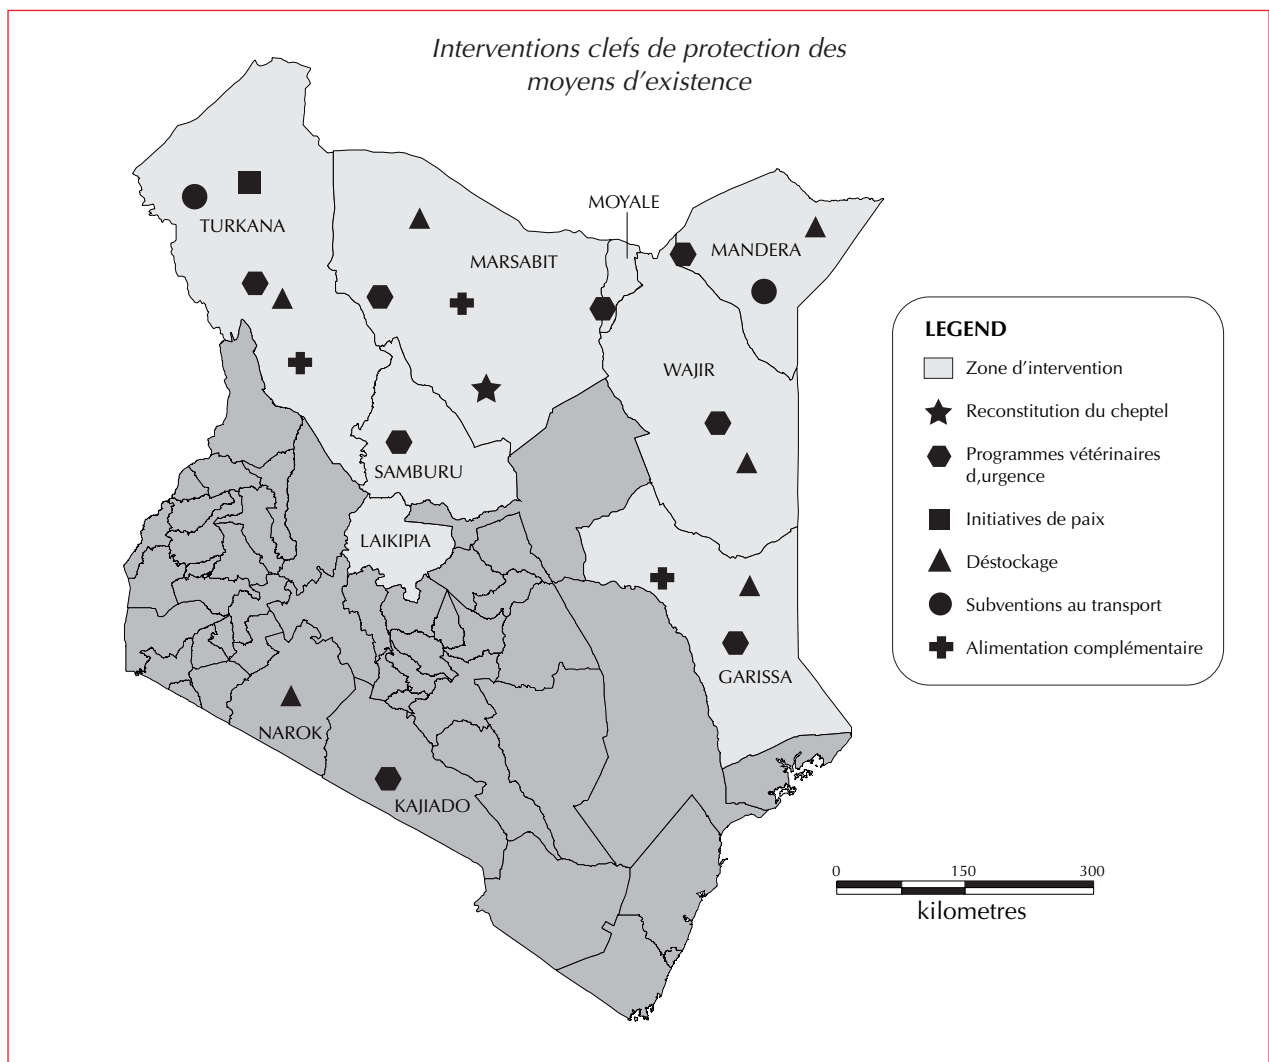 Interventions clefs de protection des
moyens d'existence
MOYALE
TURKANA
MANDERA
MARSABIT
WAJIR
SAMBURU
LAIKIPIA
GARISSA
NAROK
KAJIADO
LEGEND
Zone d'intervention
Reconstitution du cheptel
Programmes vétérinaires
d,urgence
Initiatives de paix
Déstockage
Subventions au transport
Alimentation complémentaire
0 150 300
kilometres